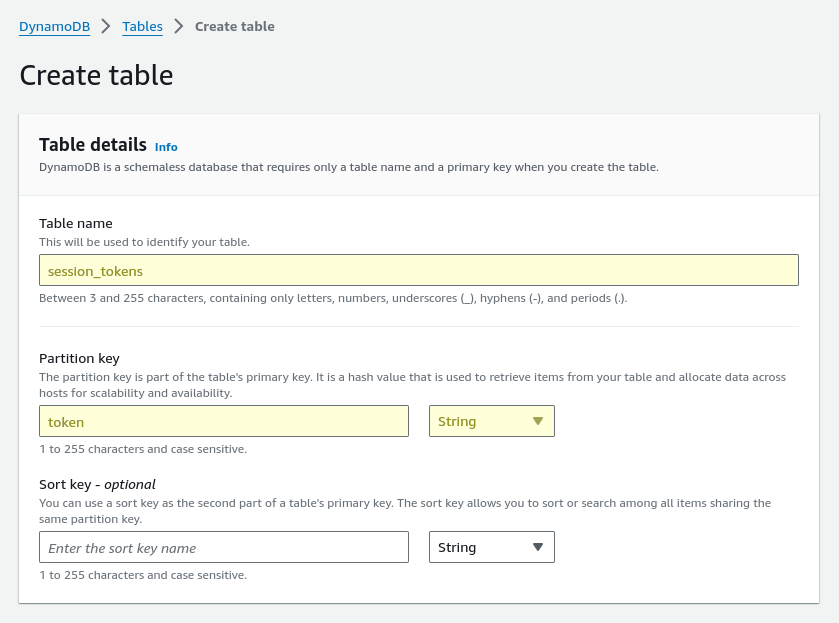 DynamoDB > Tables > Create table
Create table
Table details Info
DynamoDB is a schemaless database that requires only a table name and a primary key when you create the table.
Table name
This will be used to identify your table.
session_tokens
Between 3 and 255 characters, containing only letters, numbers, underscores (_), hyphens (-), and periods (.).
Partition key
The partition key is part of the table's primary key. It is a hash value that is used to retrieve items from your table and allocate data across
hosts for scalability and availability.
token String
1 to 255 characters and case sensitive.
Sort key - optional
You can use a sort key as the second part of a table's primary key. The sort key allows you to sort or search among all items sharing the
same partition key.
Enter the sort key name String
1 to 255 characters and case sensitive.